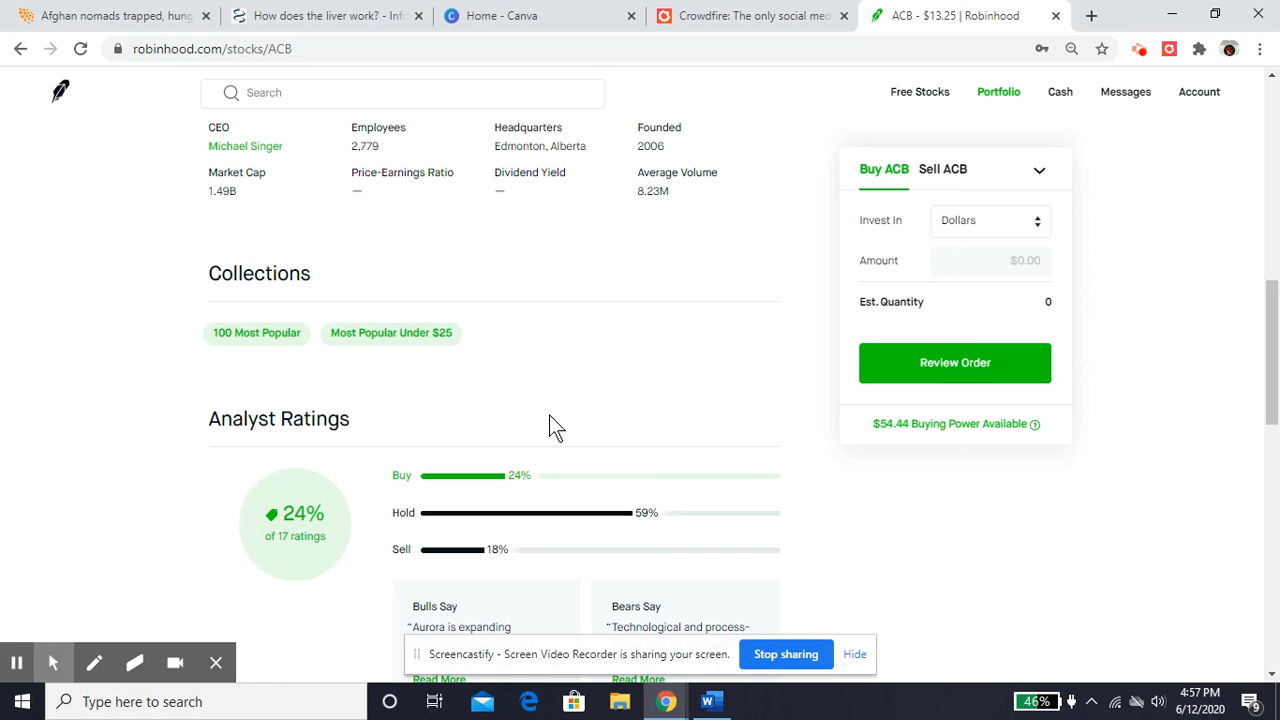 Afghan nomads trapped, hung
How does the liver work? - Inf
Home - Canva
Crowdfire: The only social med
ACB - $13.25 | Robinhood
robinhood.com/stocks/ACB
Search
Free Stocks
Portfolio
Cash
Messages
Account
CEO
Employees
Headquarters
Founded
Michael Singer
2,779
Edmonton, Alberta
2006
Market Cap
Price-Earnings Ratio
Dividend Yield
Average Volume
1.49B
—
—
8.23M
Buy ACB
Sell ACB
Invest In
Dollars
Amount
$0.00
Est. Quantity
0
Review Order
$54.44 Buying Power Available
Collections
100 Most Popular
Most Popular Under $25
Analyst Ratings
24%
of 17 ratings
Buy
24%
Hold
59%
Sell
18%
Bulls Say
“Aurora is expanding
Read More
Bears Say
“Technological and process-
Read More
Screencastify - Screen Video Recorder is sharing your screen.
Stop sharing
Hide
Type here to search
46%
4:57 PM
6/12/2020
9